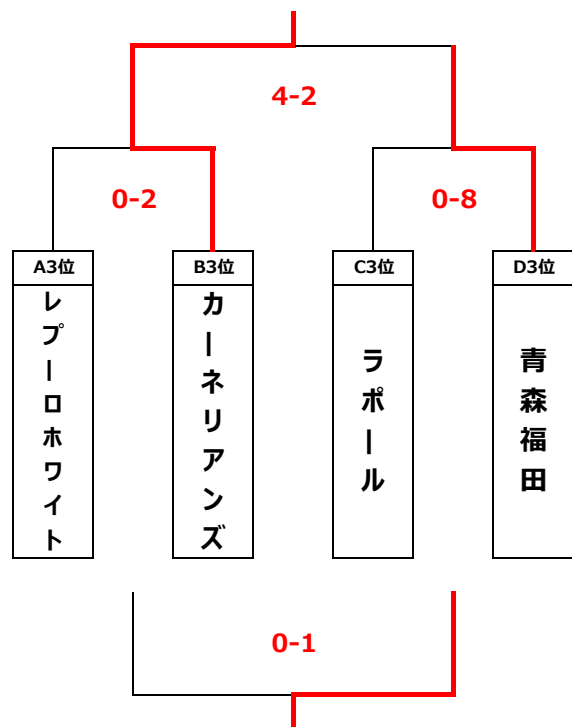 4-2
0-2
0-8
A3位
B3位
C3位
D3位
レプーロホワイト
カーネリアンズ
ラポール
青森福田
0-1